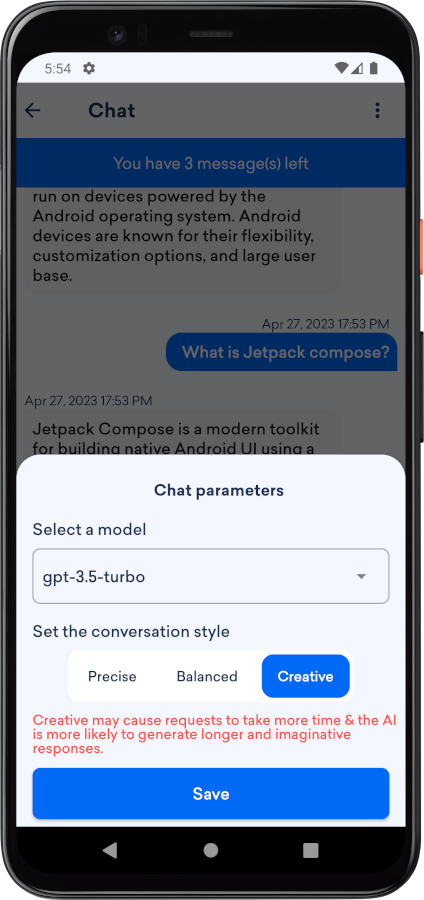 5:54
Chat
You have 3 message(s) left
run on devices powered by the
Android operating system. Android
devices are known for their flexibility,
customization options, and large user
base.
Apr 27, 2023 17:53 PM
What is Jetpack compose?
Apr 27, 2023 17:53 PM
Jetpack Compose is a modern toolkit
for building native Android UI using a
Chat parameters
Select a model
gpt-3.5-turbo
Set the conversation style
Precise Balanced Creative
Creative may cause requests to take more time & the AI
is more likely to generate longer and imaginative
responses.
Save